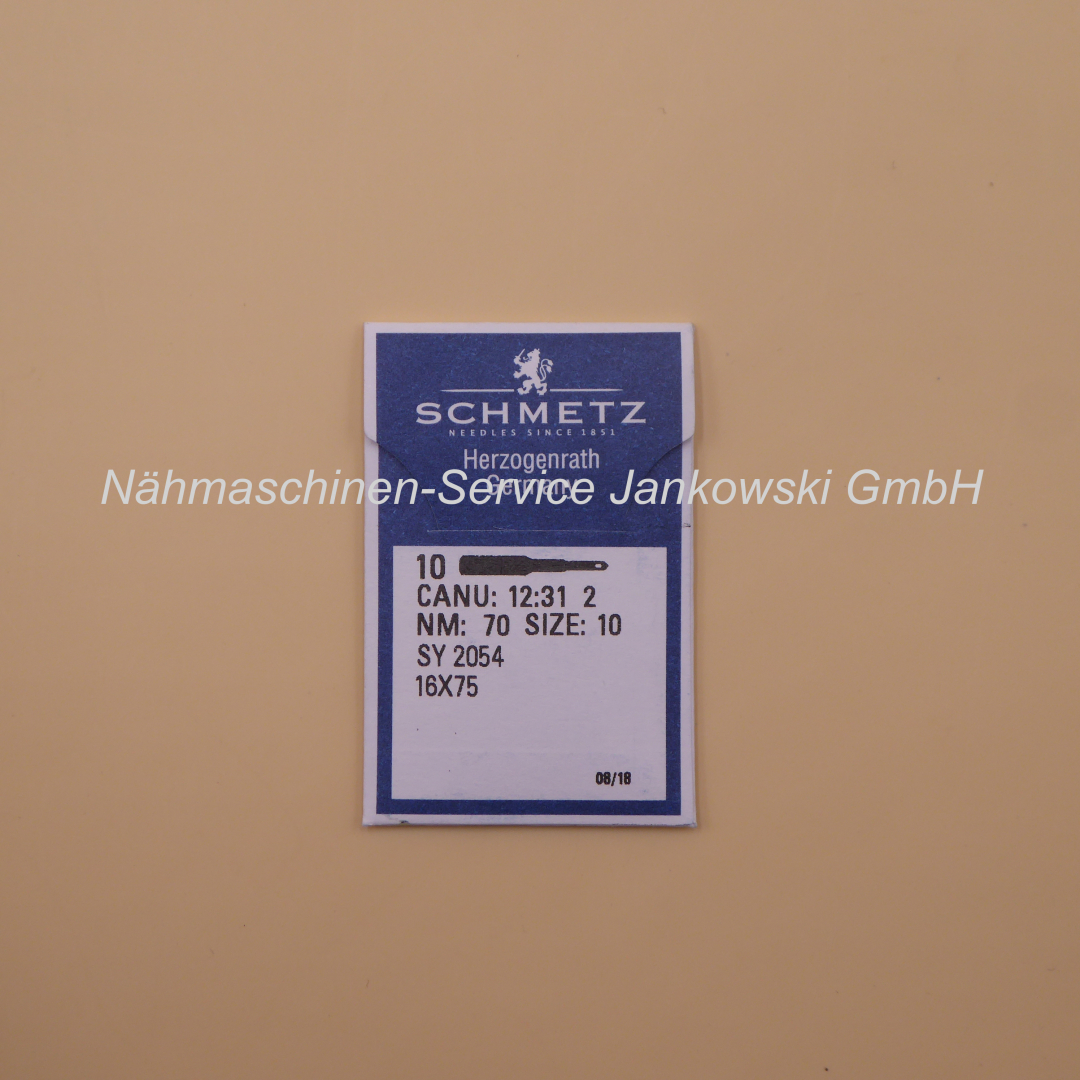 SCHMETZ
NEEDLES SINCE 1851
Herzogenrath
Germany
Nähmaschinen-Service Jankowski GmbH
10
CANU: 12:31 2
NM: 70 SIZE: 10
SY 2054
16X75
08/18